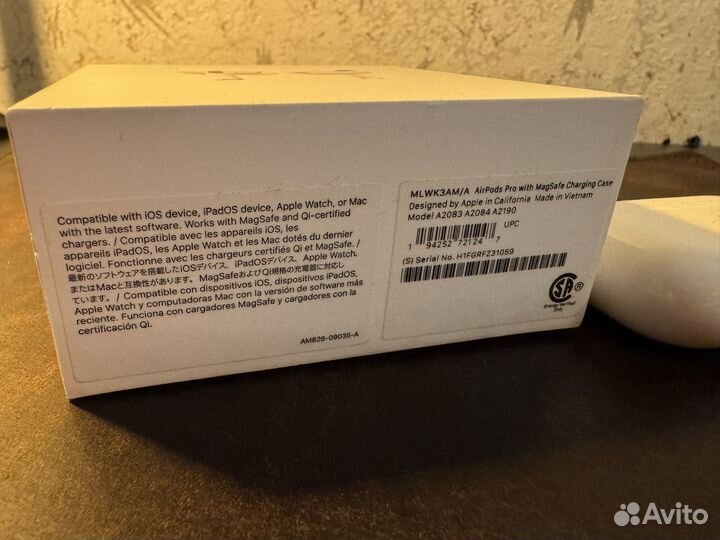 Compatible with iOS device, iPadOS device, Apple Watch, or Mac
with the latest software. Works with MagSafe and Qi-certified
chargers. / Compatible avec les appareils iOS, les
appareils iPadOS, les Apple Watch et les Mac dotés du dernier
logiciel. Fonctionne avec les chargeurs certifiés Qi et MagSafe. /
最新のソフトウェアを搭載したiOSデバイス、iPadOSデバイス、Apple Watch、
またはMacと互換性があります。MagSafeおよびQi規格の充電器に対応し
ています。/ Compatible con dispositivos iOS, dispositivos iPadOS,
Apple Watch y computadoras Mac con la versión de software más
reciente. Funciona con cargadores MagSafe y cargadores con la
certificación Qi.
AM826-09035-A
MLWK3AM/A AirPods Pro with MagSafe Charging Case
Designed by Apple in California Made in Vietnam
Model A2083 A2084 A2190
UPC
1 94252 72124 7
(S) Serial No. H1FGRFZ31059
SA
Energy Verified
Only
Avito